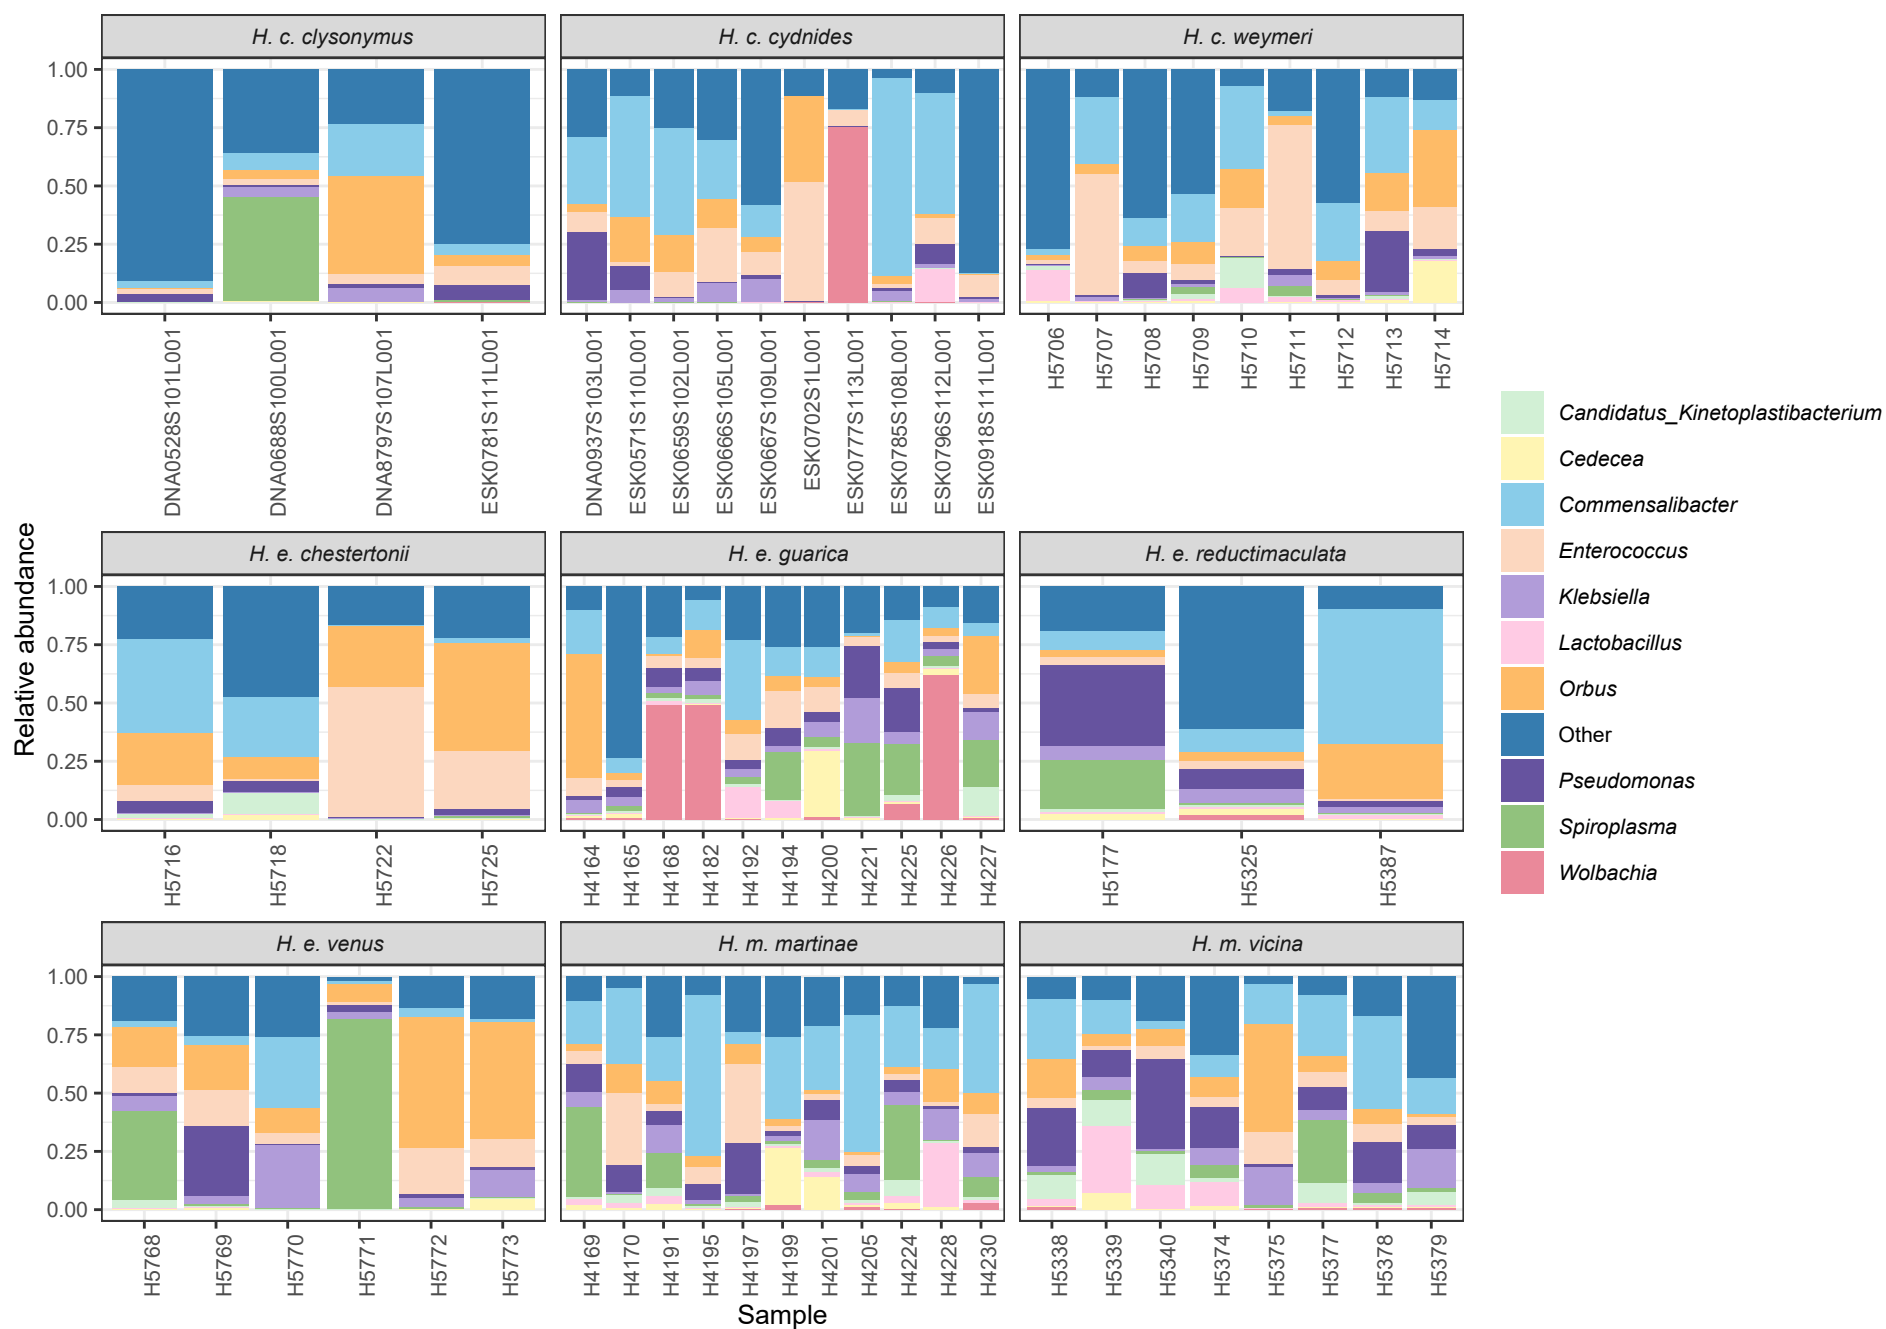 H. c. clysonymus
H. c. cydnides
H. c. weymeri
1.00
0.75
0.50
0.25
0.00
DNA0528S101L001
DNA0688S100L001
DNA8797S107L001
ESK0781S111L001
DNA0937S103L001
ESK0571S110L001
ESK0659S102L001
ESK0666S105L001
ESK0667S109L001
ESK0702S1L001
ESK0777S113L001
ESK0785S108L001
ESK0796S112L001
ESK0918S111L001
H5706
H5707
H5708
H5709
H5710
H5711
H5712
H5713
H5714
Relative abundance
H. e. chestertonii
H. e. guarica
H. e. reductimaculata
1.00
0.75
0.50
0.25
0.00
H5716
H5718
H5722
H5725
H4164
H4165
H4168
H4182
H4192
H4194
H4200
H4221
H4225
H4226
H4227
H5177
H5325
H5387
H. e. venus
H. m. martinae
H. m. vicina
1.00
0.75
0.50
0.25
0.00
H5768
H5769
H5770
H5771
H5772
H5773
H4169
H4170
H4191
H4195
H4197
H4199
H4201
H4205
H4224
H4228
H4230
H5338
H5339
H5340
H5374
H5375
H5377
H5378
H5379
Sample
Candidatus_Kinetoplastibacterium
Cedecea
Commensalibacter
Enterococcus
Klebsiella
Lactobacillus
Orbus
Other
Pseudomonas
Spiroplasma
Wolbachia